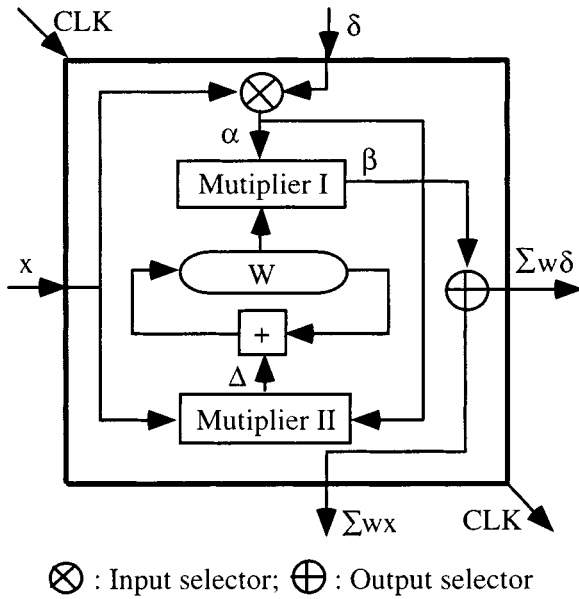 CLK
δ
α
Mutiplier I
β
x
W
Σwδ
+
Δ
Mutiplier II
Σwx
CLK
: Input selector; : Output selector